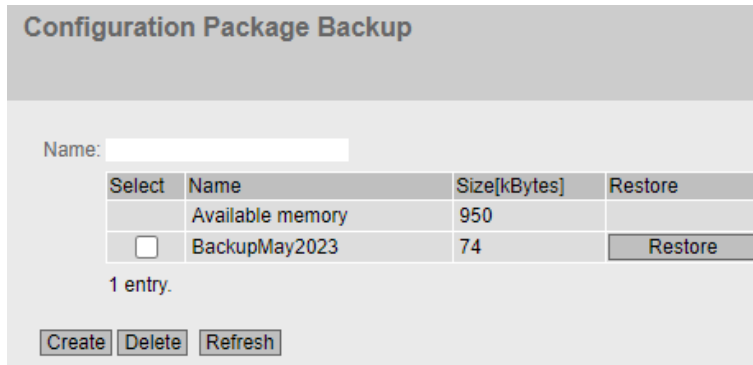 Configuration Package Backup
Name:
Select Name Size[kBytes] Restore
Available memory 950
BackupMay2023 74 Restore
1 entry.
Create Delete Refresh